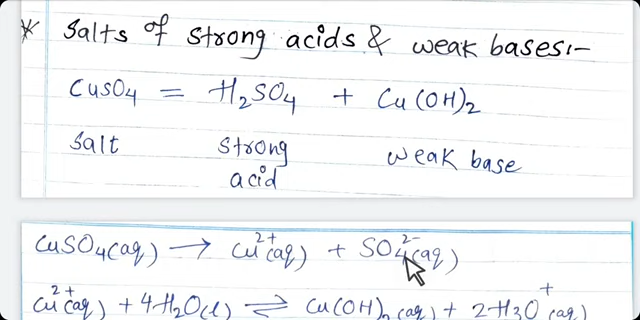 * Salts of strong acids & weak bases:-
CuSO4 = H2SO4 + Cu(OH)2
Salt strong acid weak base
CuSO4(aq) → Cu2+(aq) + SO42-(aq)
Cu2+(aq) + 4H2O(l) ⇌ Cu(OH)2(aq) + 2H3O+(aq)